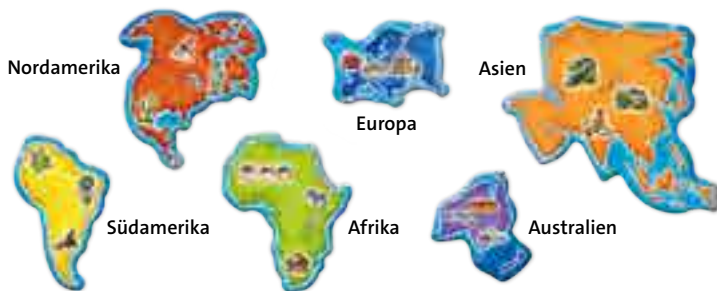 Nordamerika
Asien
Europa
Südamerika
Afrika
Australien